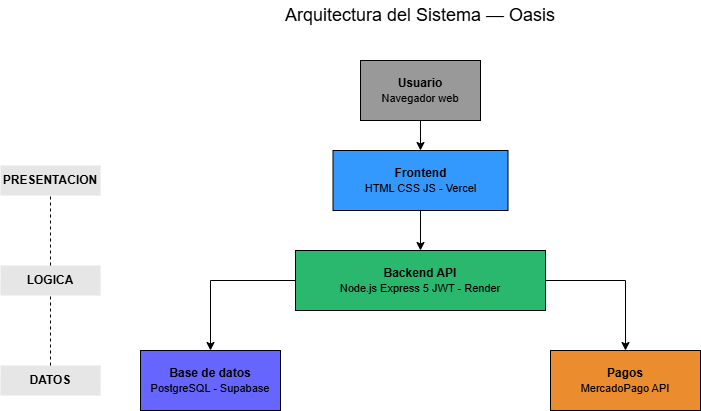 Arquitectura del Sistema — Oasis
Usuario
Navegador web
PRESENTACION
Frontend
HTML CSS JS - Vercel
LOGICA
Backend API
Node.js Express 5 JWT - Render
DATOS
Base de datos
PostgreSQL - Supabase
Pagos
MercadoPago API